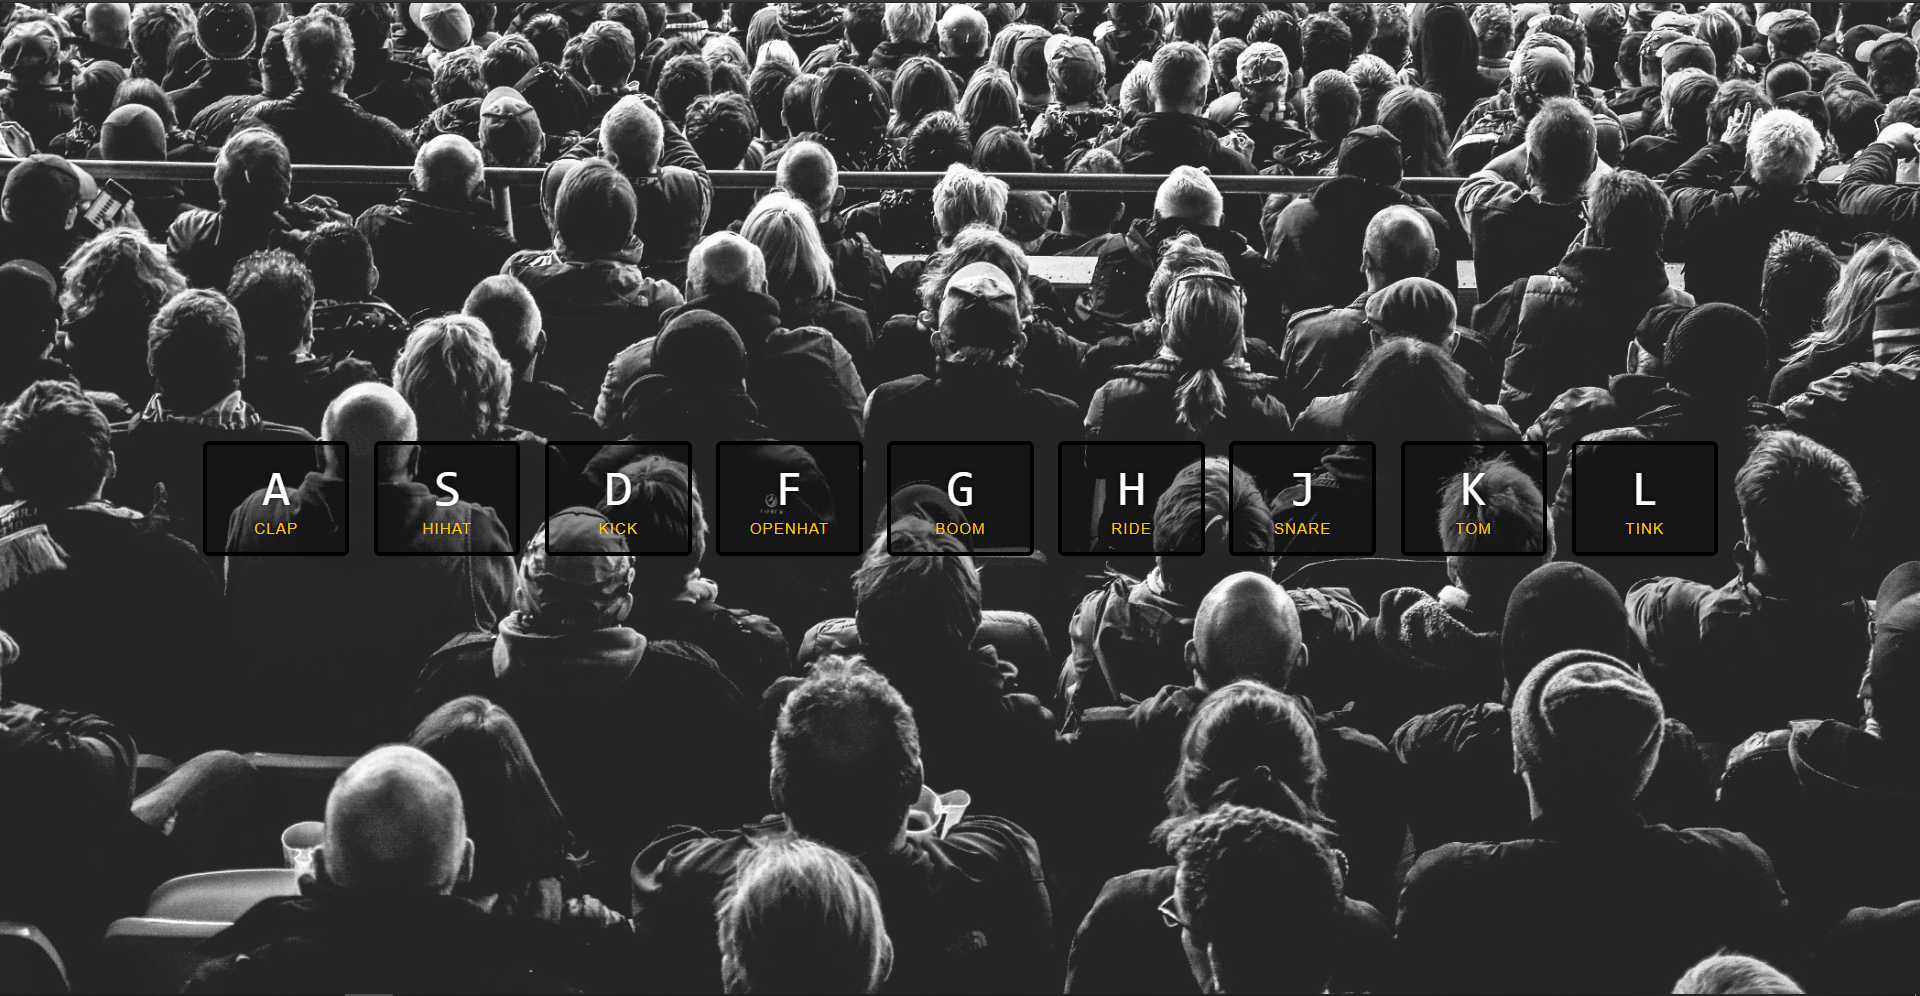 A
CLAP
S
HIHAT
D
KICK
F
OPENHAT
G
BOOM
H
RIDE
J
SNARE
K
TOM
L
TINK